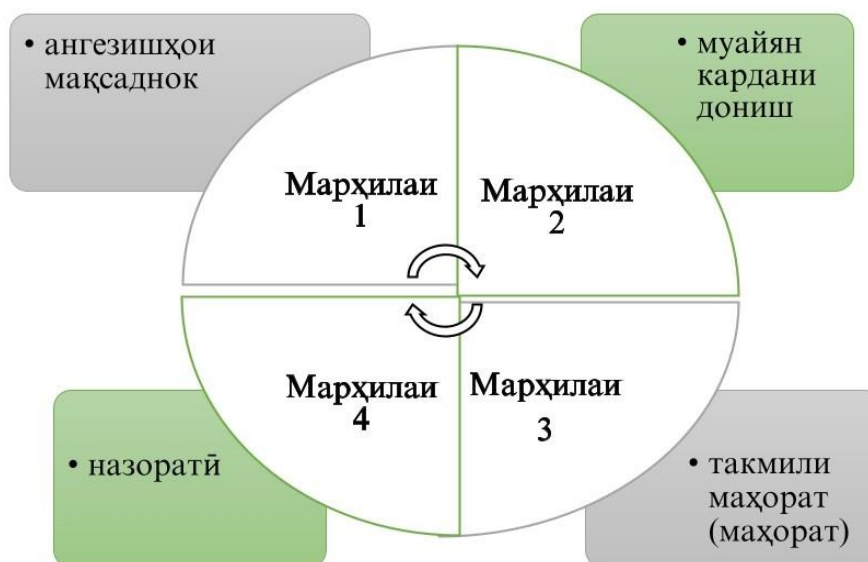 • ангезишҳои
мақсаднок
• муайян
кардани
дониш
Марҳилаи
1
Марҳилаи
2
Марҳилаи
4
Марҳилаи
3
• назоратӣ
• такмили
маҳорат
(маҳорат)